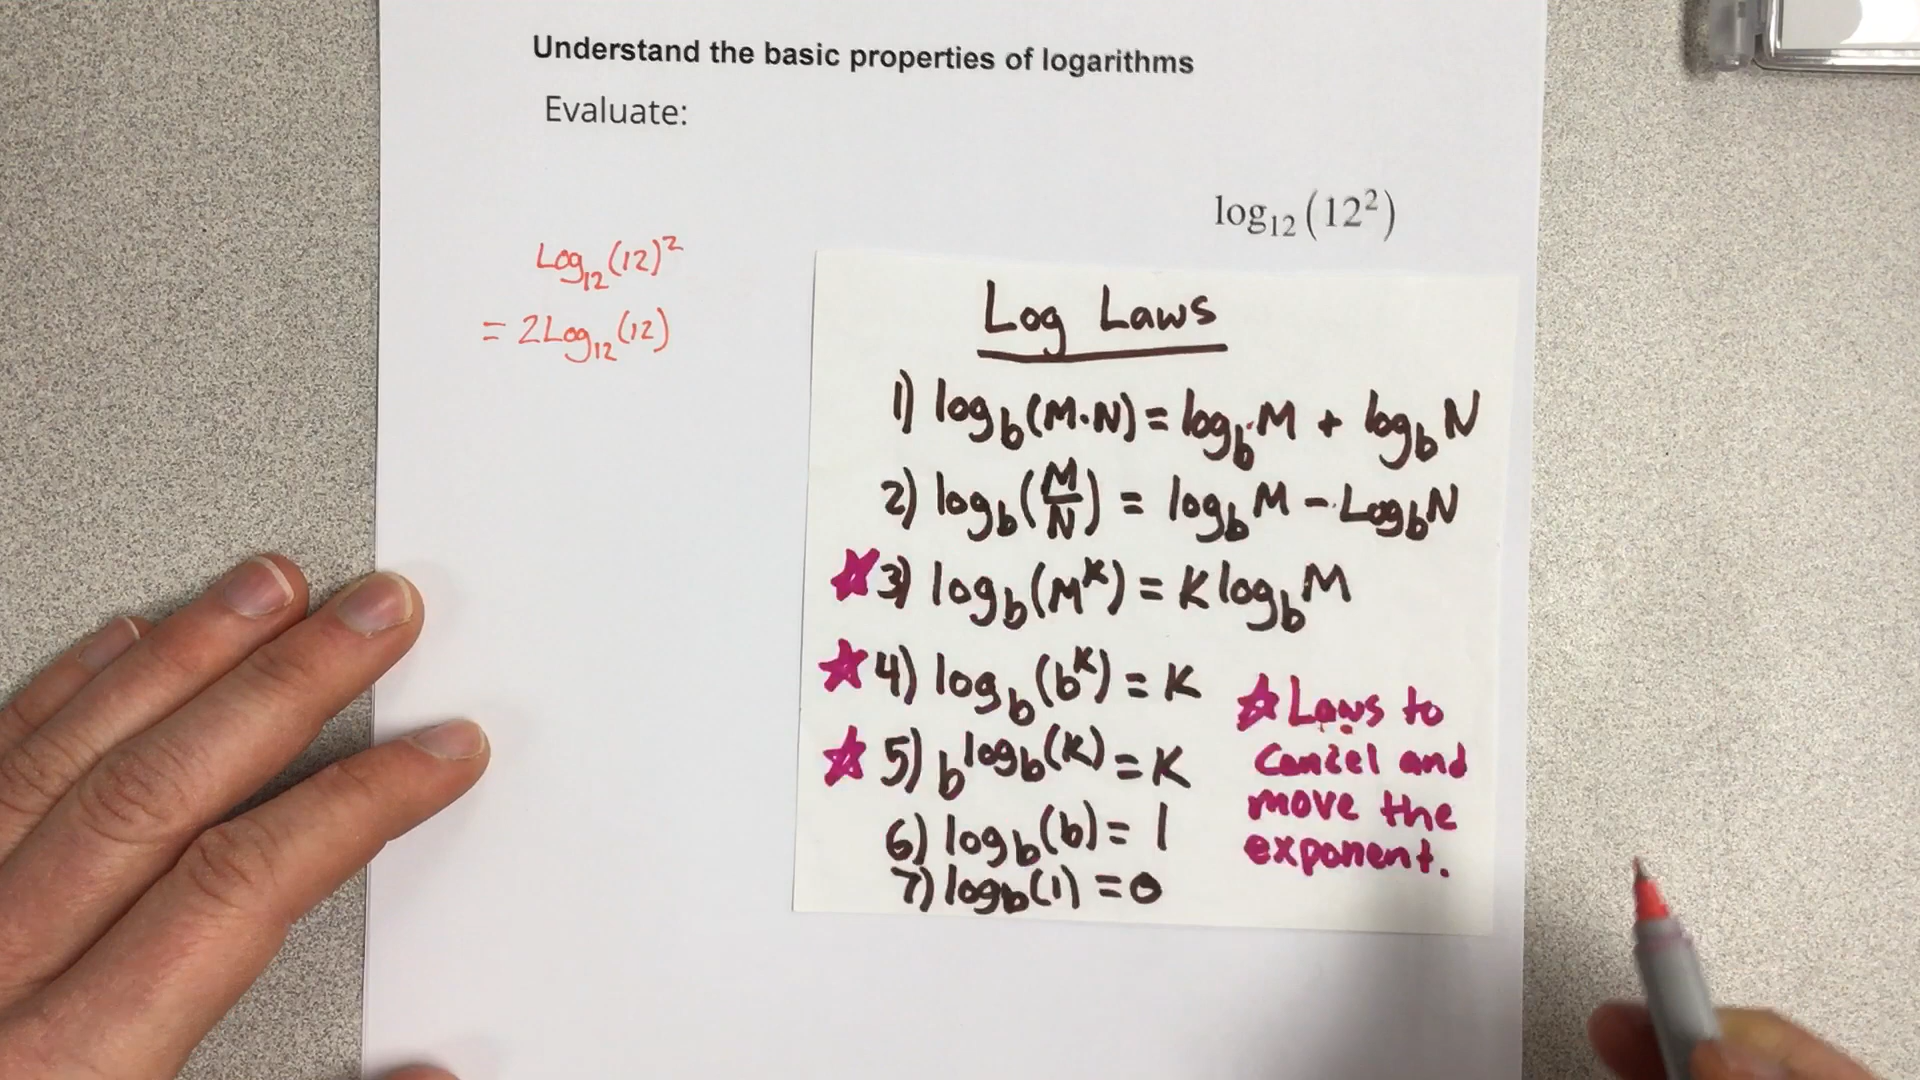 Understand the basic properties of logarithms
Evaluate:
log₁₂(12²)
Log₁₂(12)²
= 2Log₁₂(12)
Log Laws
1) log_b(M·N) = log_b M + log_b N
2) log_b(M/N) = log_b M - Log_b N
☆3) log_b(M^K) = K log_b M
☆4) log_b(b^K) = K
☆5) b^log_b(K) = K
6) log_b(b) = 1
7) log_b(1) = 0
☆Laws to
Cancel and
move the
exponent.